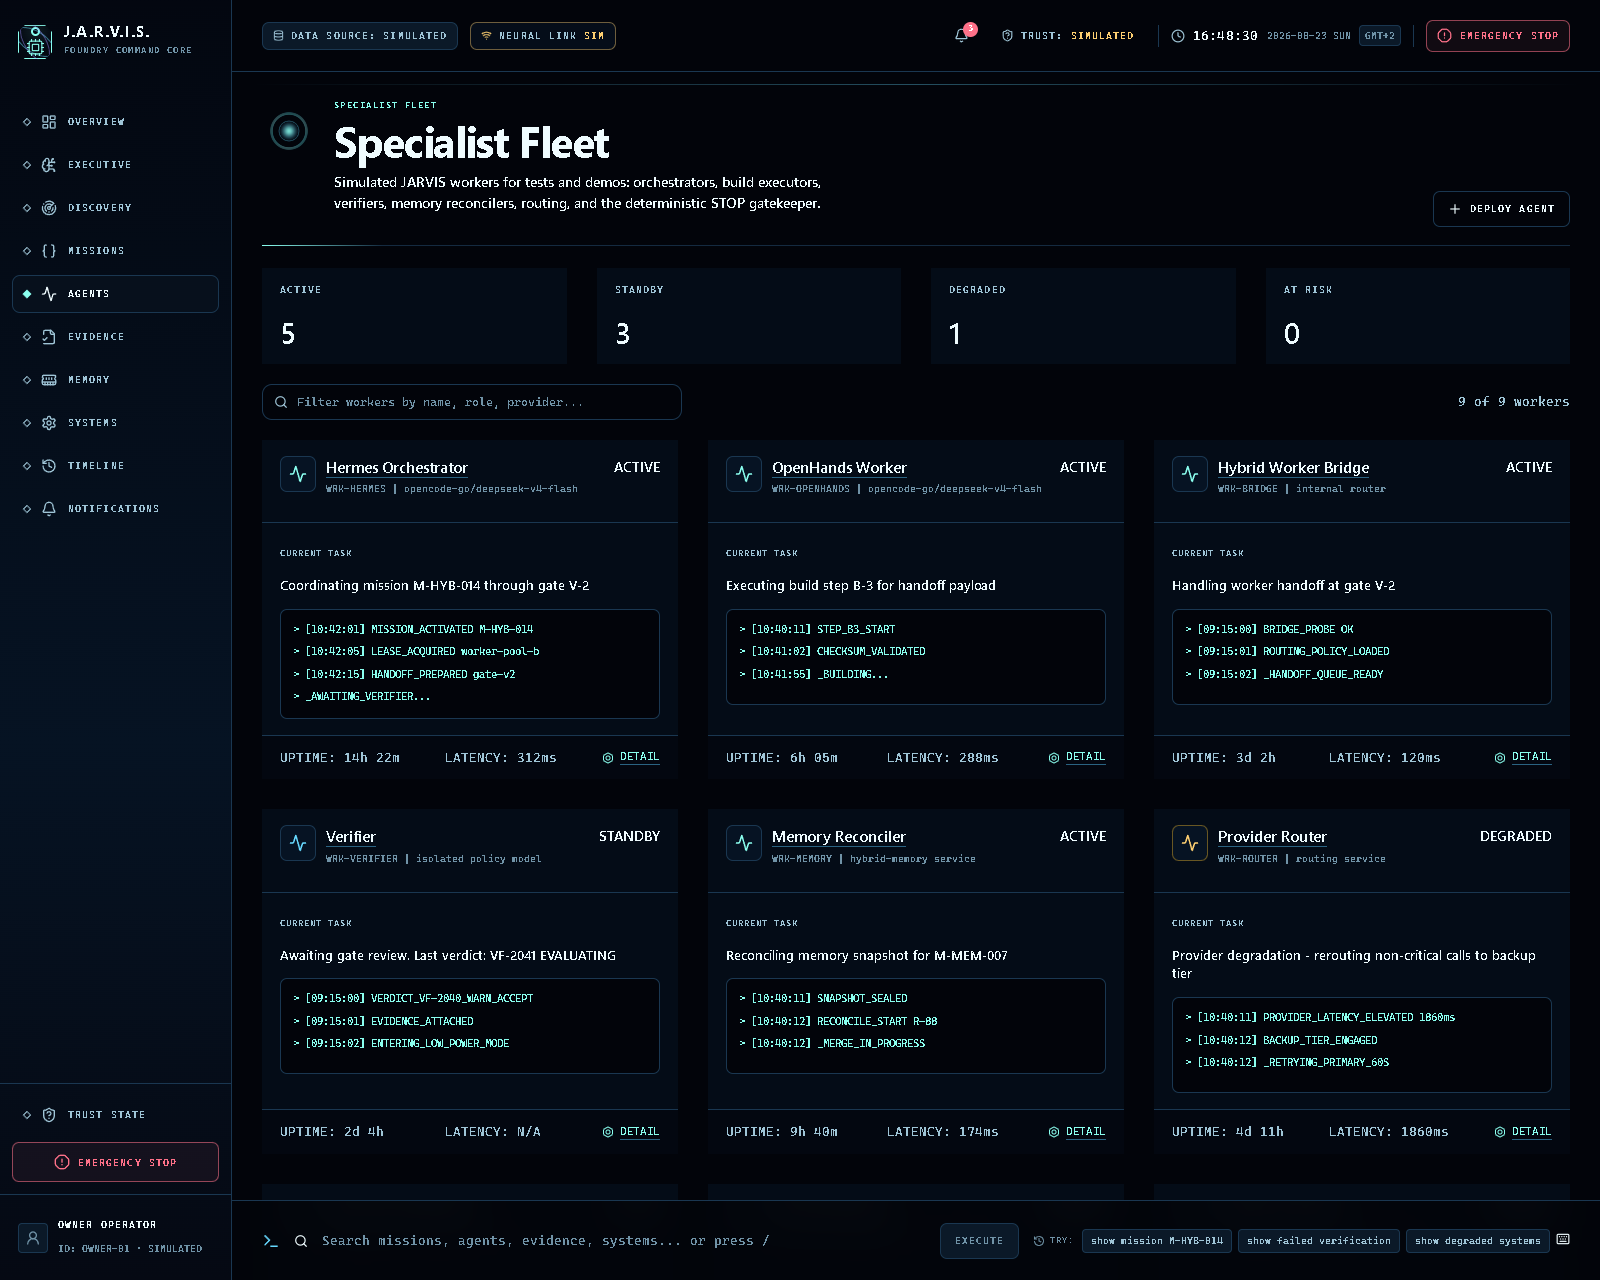 J.A.R.V.I.S.
FOUNDRY COMMAND CORE
OVERVIEW
EXECUTIVE
DISCOVERY
MISSIONS
AGENTS
EVIDENCE
MEMORY
SYSTEMS
TIMELINE
NOTIFICATIONS
TRUST STATE
EMERGENCY STOP
OWNER OPERATOR
ID: OWNER-01 • SIMULATED
DATA SOURCE: SIMULATED
NEURAL LINK SIM
3
TRUST: SIMULATED
16:48:30 2026-08-23 SUN GMT+2
EMERGENCY STOP
SPECIALIST FLEET
Specialist Fleet
Simulated JARVIS workers for tests and demos: orchestrators, build executors,
verifiers, memory reconcilers, routing, and the deterministic STOP gatekeeper.
DEPLOY AGENT
ACTIVE
5
STANDBY
3
DEGRADED
1
AT RISK
0
Filter workers by name, role, provider...
9 of 9 workers
Hermes Orchestrator
ACTIVE
WRK-HERMES | opencode-go/deepseek-v4-flash
CURRENT TASK
Coordinating mission M-HYB-014 through gate V-2
> [10:42:01] MISSION_ACTIVATED M-HYB-014
> [10:42:05] LEASE_ACQUIRED worker-pool-b
> [10:42:15] HANDOFF_PREPARED gate-v2
> _AWAITING_VERIFIER...
UPTIME: 14h 22m LATENCY: 312ms DETAIL
OpenHands Worker
ACTIVE
WRK-OPENHANDS | opencode-go/deepseek-v4-flash
CURRENT TASK
Executing build step B-3 for handoff payload
> [10:40:11] STEP_B3_START
> [10:41:02] CHECKSUM_VALIDATED
> [10:41:55] _BUILDING...
UPTIME: 6h 05m LATENCY: 288ms DETAIL
Hybrid Worker Bridge
ACTIVE
WRK-BRIDGE | internal router
CURRENT TASK
Handling worker handoff at gate V-2
> [09:15:00] BRIDGE_PROBE OK
> [09:15:01] ROUTING_POLICY_LOADED
> [09:15:02] _HANDOFF_QUEUE_READY
UPTIME: 3d 2h LATENCY: 120ms DETAIL
Verifier
STANDBY
WRK-VERIFIER | isolated policy model
CURRENT TASK
Awaiting gate review. Last verdict: VF-2041 EVALUATING
> [09:15:00] VERDICT_VF-2040_WARN_ACCEPT
> [09:15:01] EVIDENCE_ATTACHED
> [09:15:02] ENTERING_LOW_POWER_MODE
UPTIME: 2d 4h LATENCY: N/A DETAIL
Memory Reconciler
ACTIVE
WRK-MEMORY | hybrid-memory service
CURRENT TASK
Reconciling memory snapshot for M-MEM-007
> [10:40:11] SNAPSHOT_SEALED
> [10:40:12] RECONCILE_START R-88
> [10:40:12] _MERGE_IN_PROGRESS
UPTIME: 9h 40m LATENCY: 174ms DETAIL
Provider Router
DEGRADED
WRK-ROUTER | routing service
CURRENT TASK
Provider degradation - rerouting non-critical calls to backup
tier
> [10:40:11] PROVIDER_LATENCY_ELEVATED 1860ms
> [10:40:12] BACKUP_TIER_ENGAGED
> [10:40:12] _RETRYING_PRIMARY_60S
UPTIME: 4d 11h LATENCY: 1860ms DETAIL
Search missions, agents, evidence, systems... or press /
EXECUTE
TRY: show mission M-HYB-014 show failed verification show degraded systems